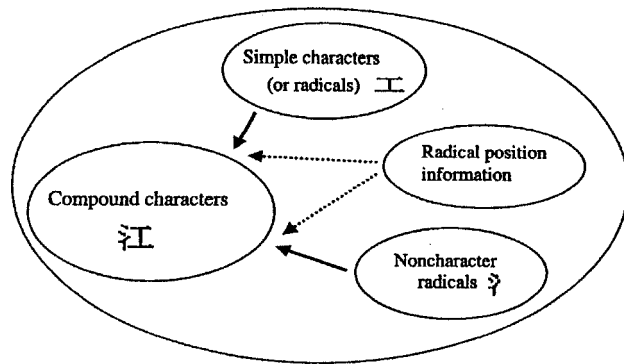 Simple characters
(or radicals) 工
Radical position
information
Compound characters
江
Noncharacter
radicals 氵